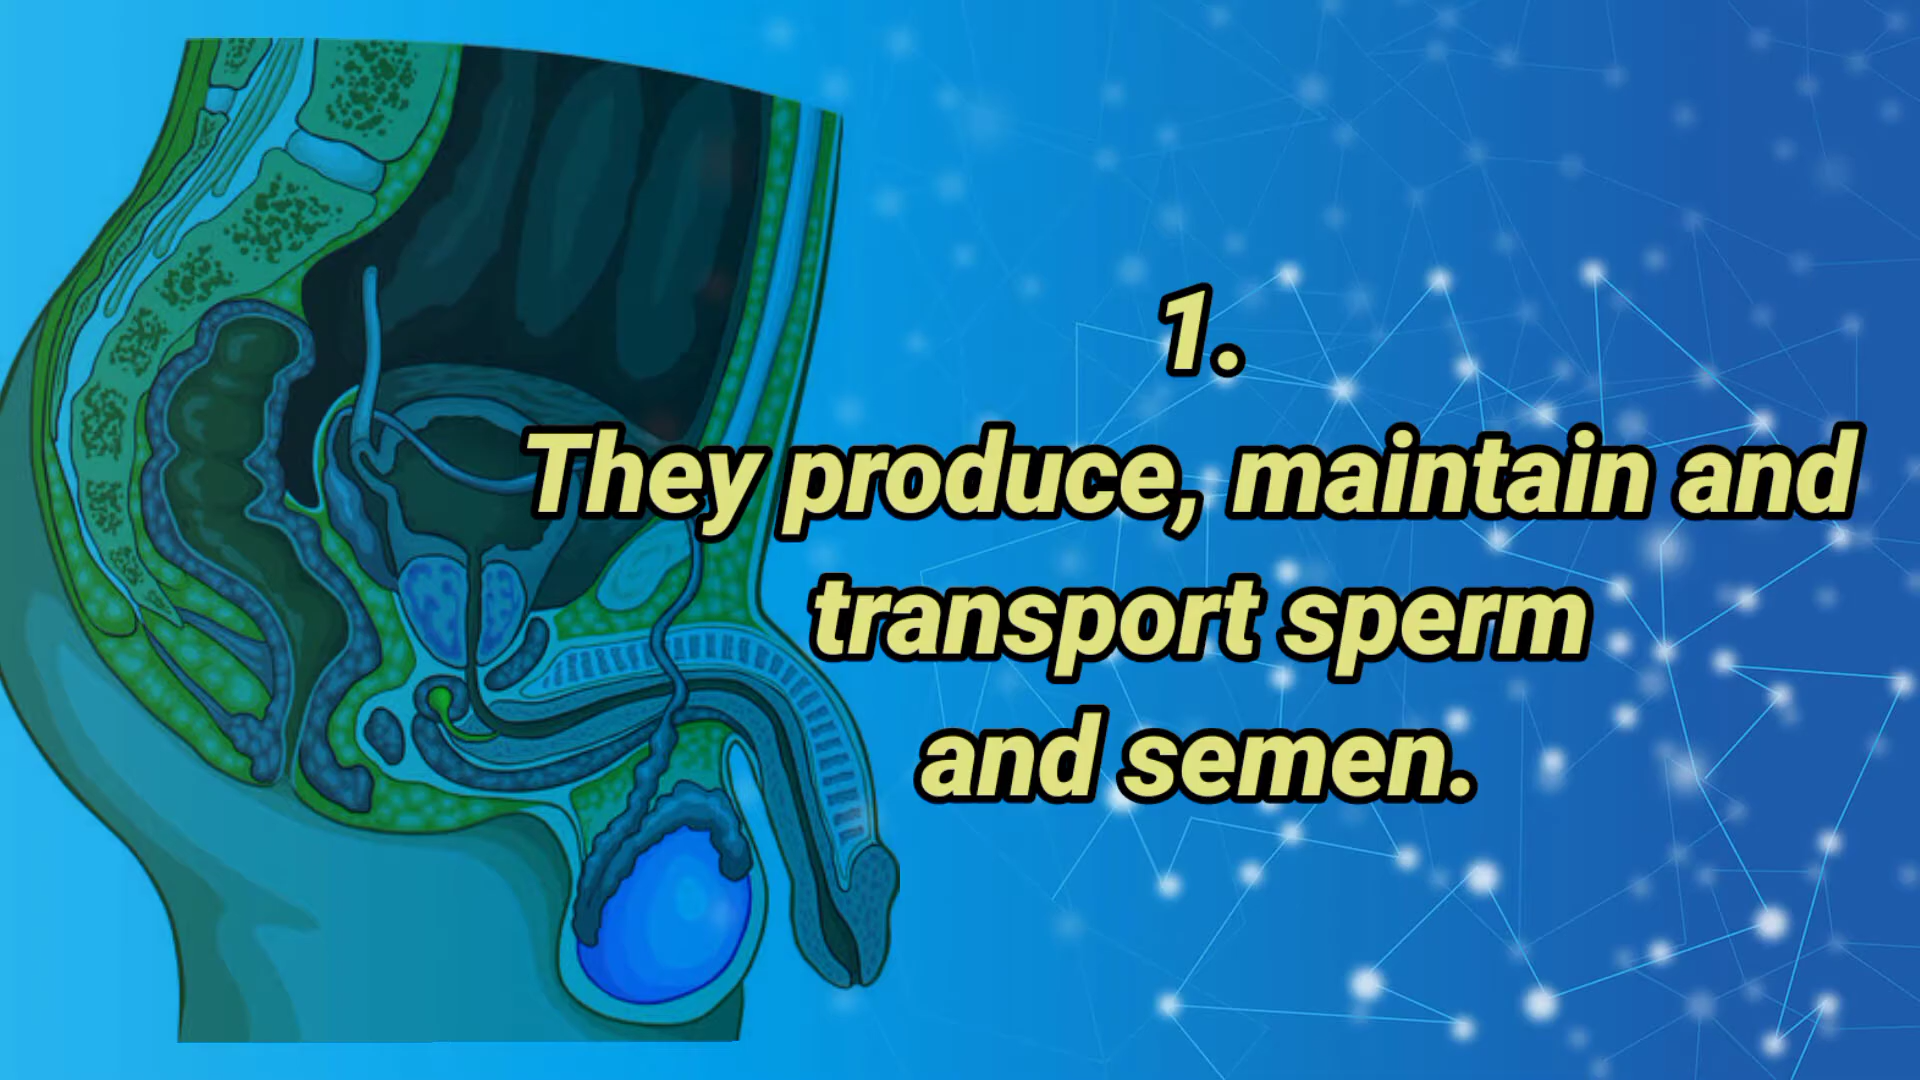 1.
They produce, maintain and
transport sperm
and semen.